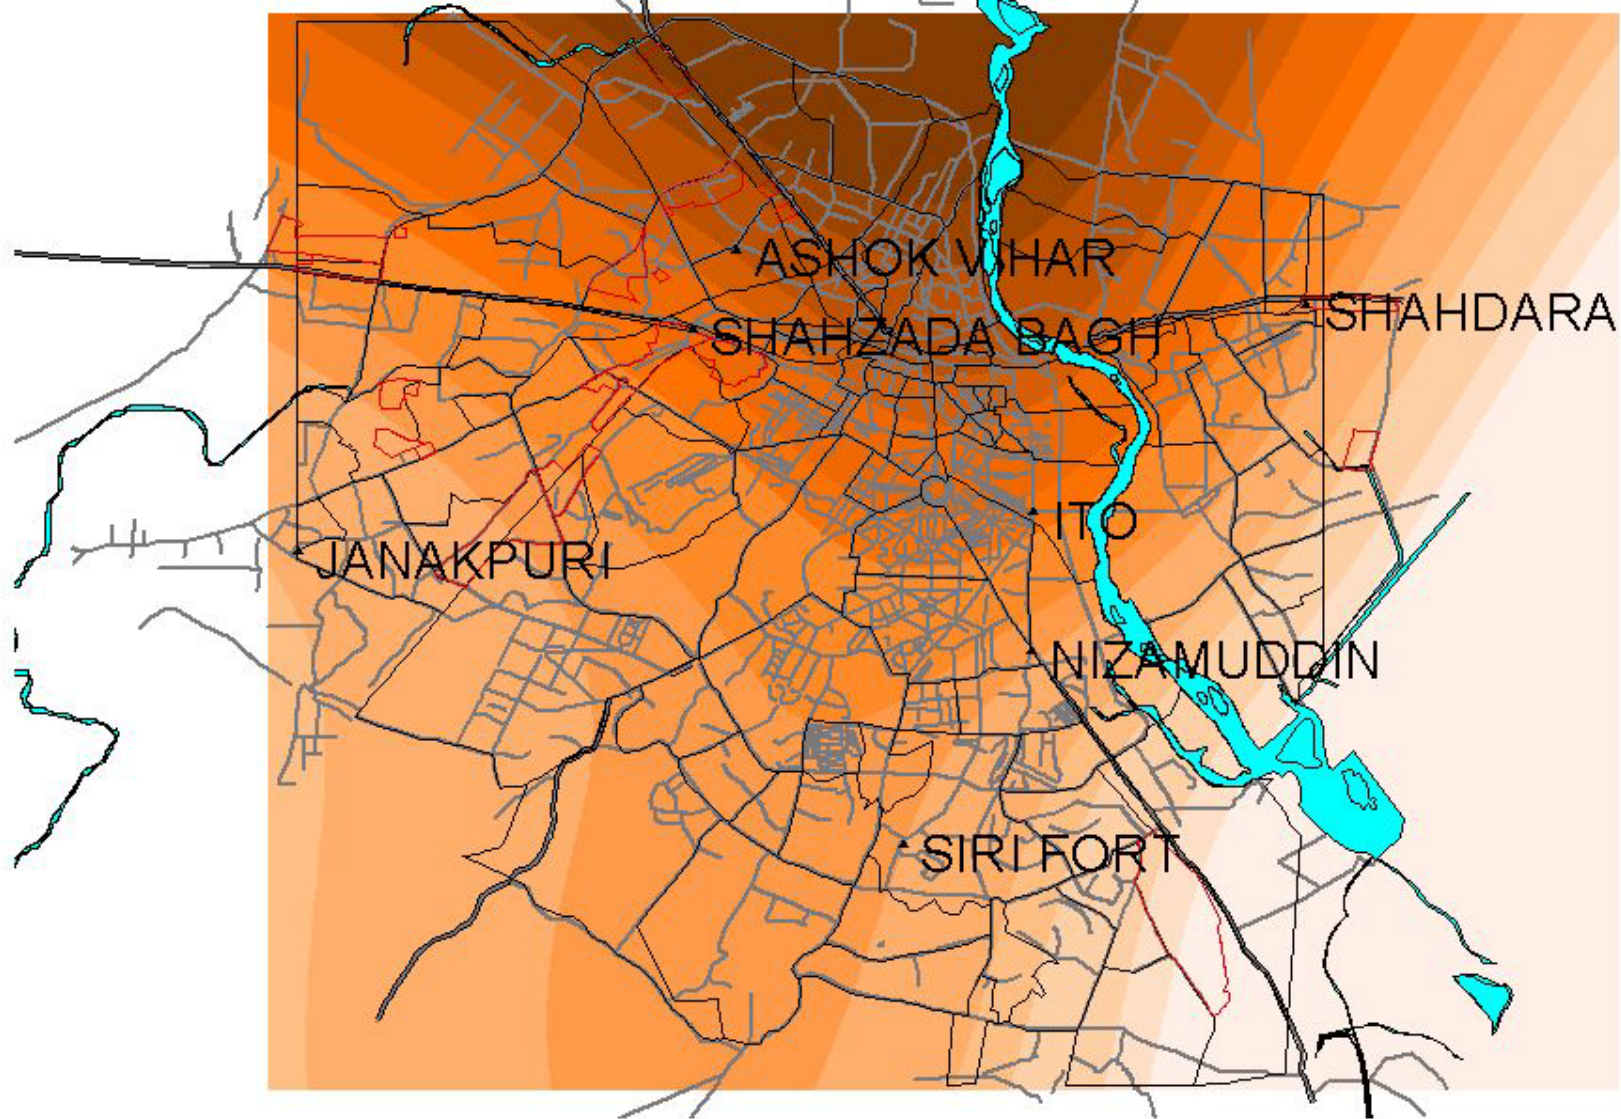 ASHOK VIHAR
SHAHDARA
SHAHZADA BAGH
ITO
JANAKPURI
NIZAMUDDIN
SIRI FORT